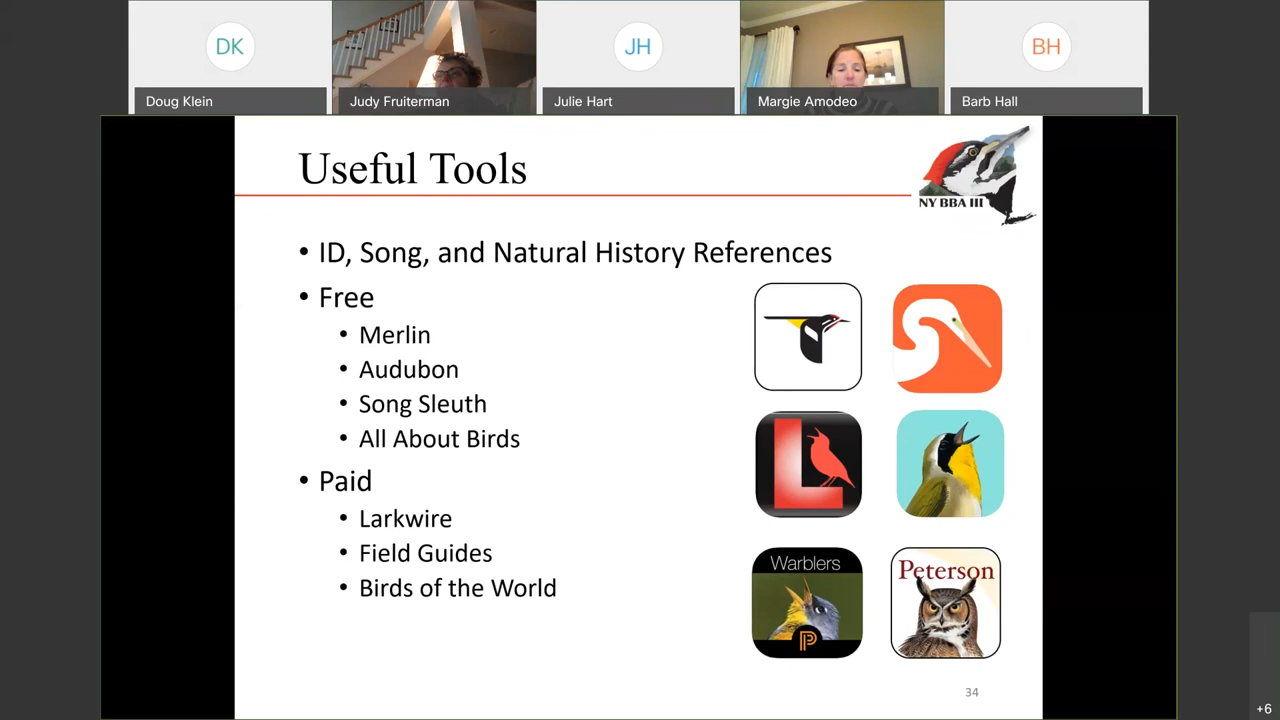 DK
JH
BH
Doug Klein
Judy Fruiterman
Julie Hart
Margie Amodeo
Barb Hall
Useful Tools
NY BBA III
• ID, Song, and Natural History References
• Free
• Merlin
• Audubon
• Song Sleuth
• All About Birds
• Paid
• Larkwire
• Field Guides
• Birds of the World
L
Warblers
P
Peterson
34
+6